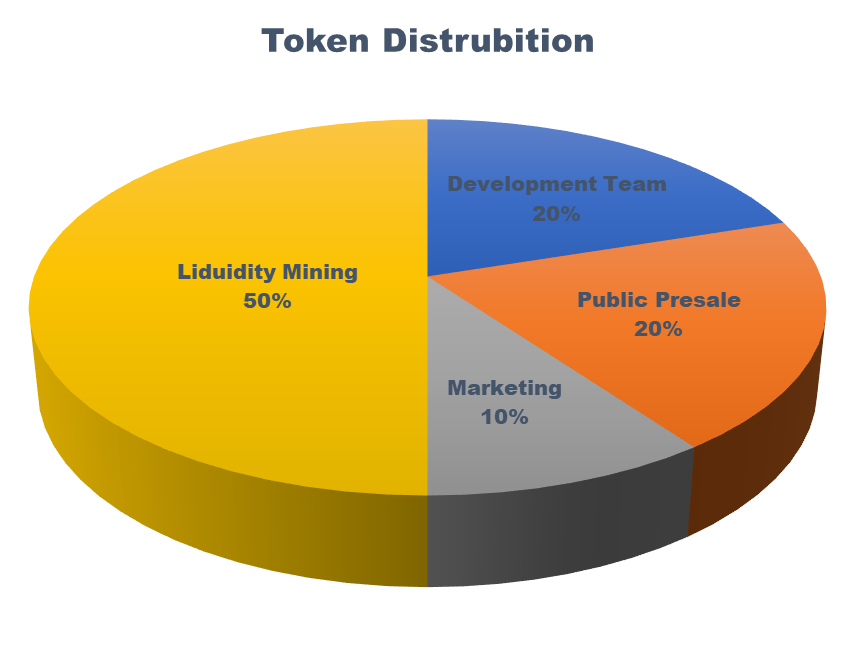 Token Distrubition
Development Team
20%
Liduidity Mining
50%
Public Presale
20%
Marketing
10%